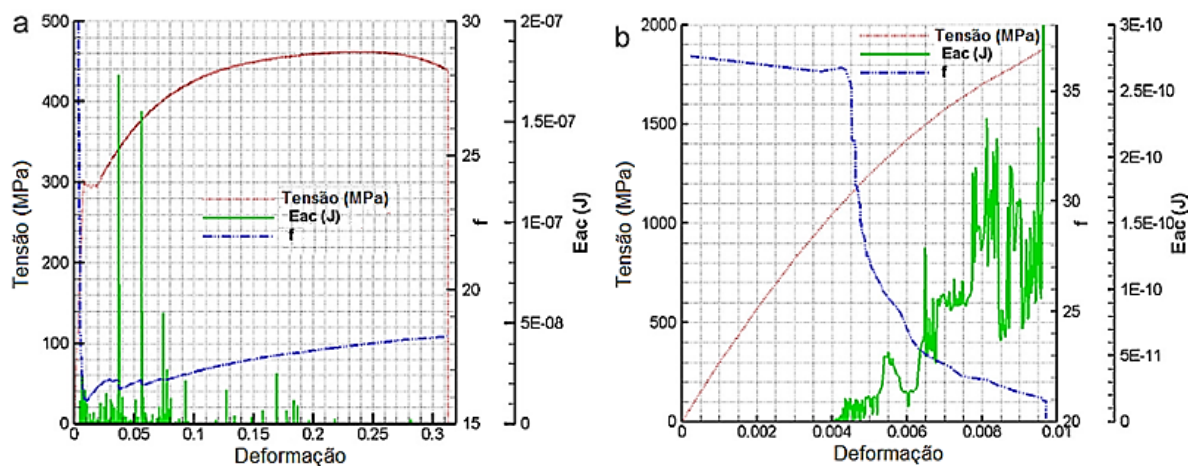 a
500
400
300
200
100
0
Tensão (MPa)
0
0.05
0.1
0.15
0.2
0.25
0.3
Deformação
Tensão (MPa)
Eac (J)
f
30
25
20
15
f
2E-07
1.5E-07
1E-07
5E-08
0
Eac (J)
b
2000
1800
1500
1200
1000
500
300
0
Tensão (MPa)
0
0.002
0.004
0.006
0.008
0.01
Deformação
Tensão (MPa)
Eac (J)
f
35
30
25
20
f
3E-10
2.5E-10
2E-10
1.5E-10
1E-10
5E-11
0
Eac (J)